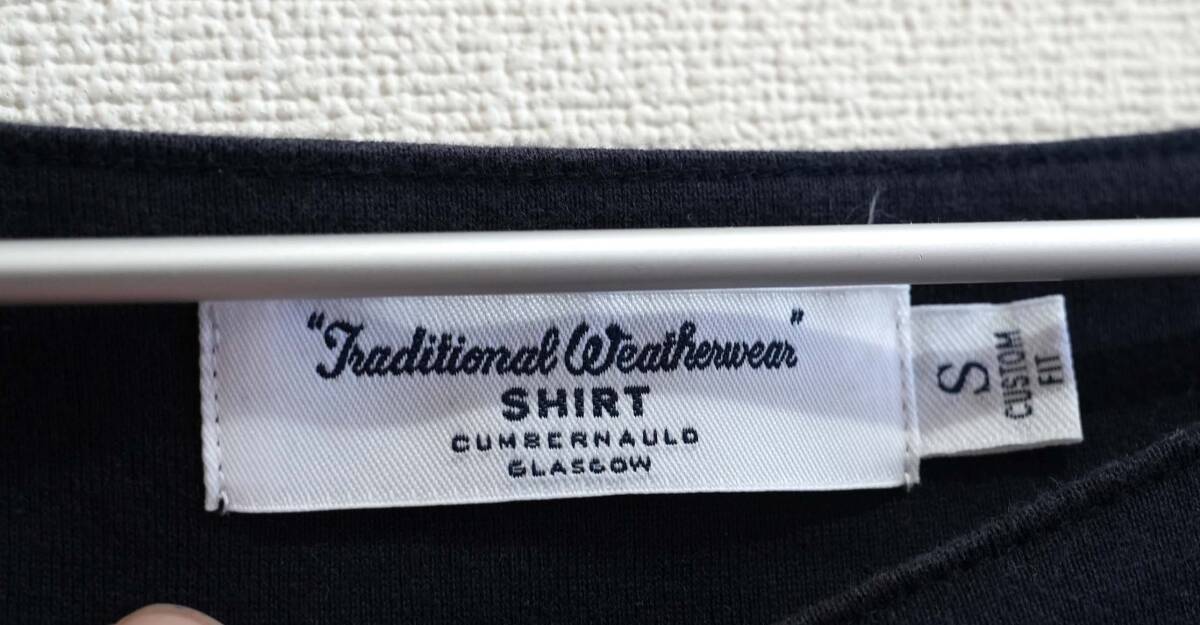 "Traditional Weatherwear"
SHIRT
CUMBERNAULD
GLASGOW
S
CUSTOM
FIT